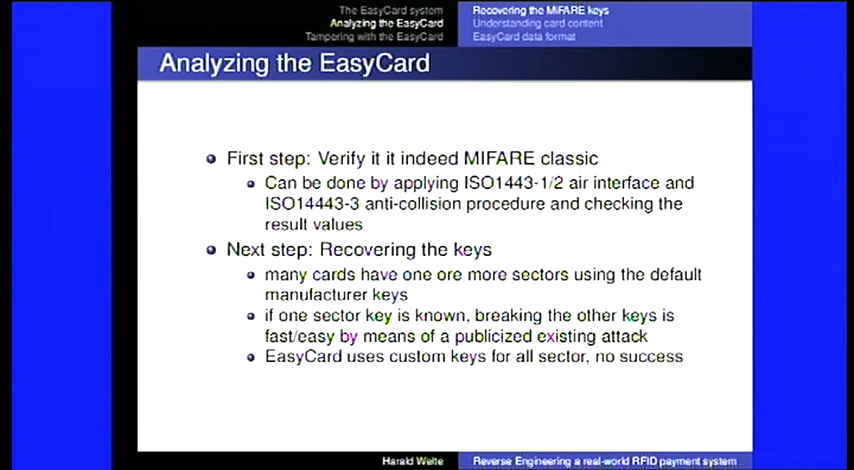 The EasyCard system
Analyzing the EasyCard
Tampering with the EasyCard
Recovering the MiFARE keys
Understanding card content
EasyCard data format
Analyzing the EasyCard
First step: Verify it it indeed MIFARE classic
Can be done by applying ISO1443-1/2 air interface and
ISO14443-3 anti-collision procedure and checking the
result values
Next step: Recovering the keys
many cards have one ore more sectors using the default
manufacturer keys
if one sector key is known, breaking the other keys is
fast/easy by means of a publicized existing attack
EasyCard uses custom keys for all sector, no success
Harald Welte
Reverse Engineering a real-world RFID payment system